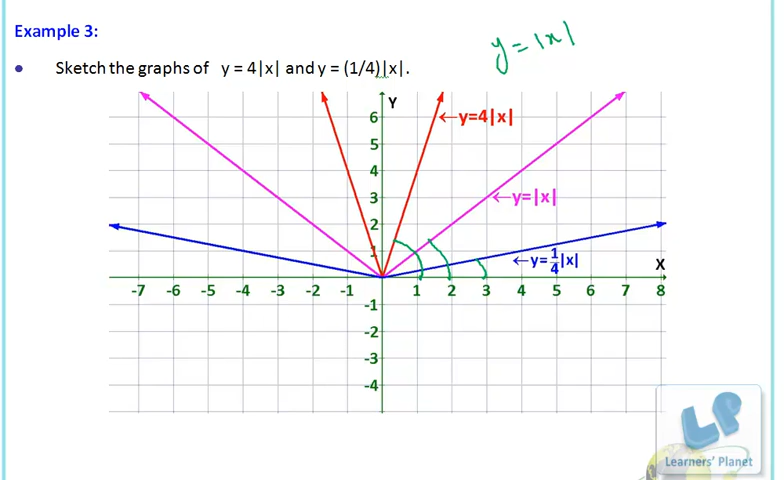 Example 3:
y = |x|
• Sketch the graphs of y = 4|x| and y = (1/4)|x|.
Y
6
←y=4|x|
5
4
3
←y=|x|
2
1
←y=1/4|x|
X
-7 -6 -5 -4 -3 -2 -1 1 2 3 4 5 6 7 8
-1
-2
-3
-4
LP
Learners' Planet